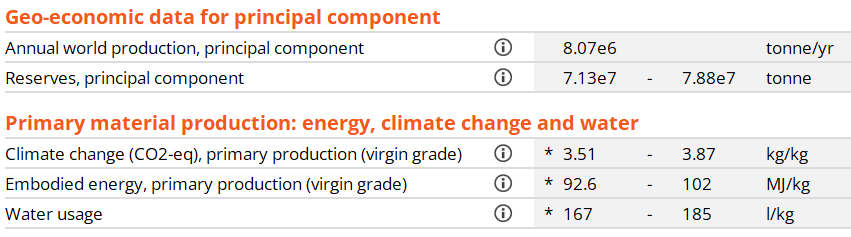 Geo-economic data for principal component
Annual world production, principal component ⓘ 8.07e6 tonne/yr
Reserves, principal component ⓘ 7.13e7 - 7.88e7 tonne
Primary material production: energy, climate change and water
Climate change (CO2-eq), primary production (virgin grade) ⓘ * 3.51 - 3.87 kg/kg
Embodied energy, primary production (virgin grade) ⓘ * 92.6 - 102 MJ/kg
Water usage ⓘ * 167 - 185 l/kg